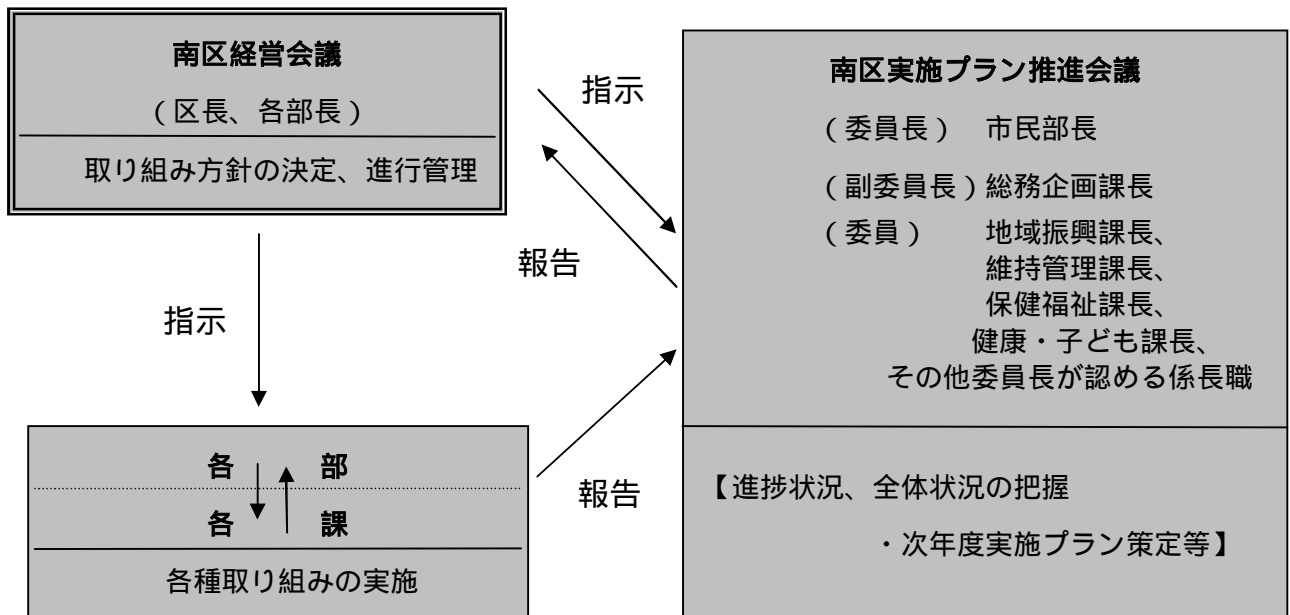 南区経営会議
（区長、各部長）
取り組み方針の決定、進行管理
指示
報告
指示
各 部
各 課
各種取り組みの実施
報告
南区実施プラン推進会議
（委員長） 市民部長
（副委員長）総務企画課長
（委員） 地域振興課長、
維持管理課長、
保健福祉課長、
健康・子ども課長、
その他委員長が認める係長職
【進捗状況、全体状況の把握
・次年度実施プラン策定等】